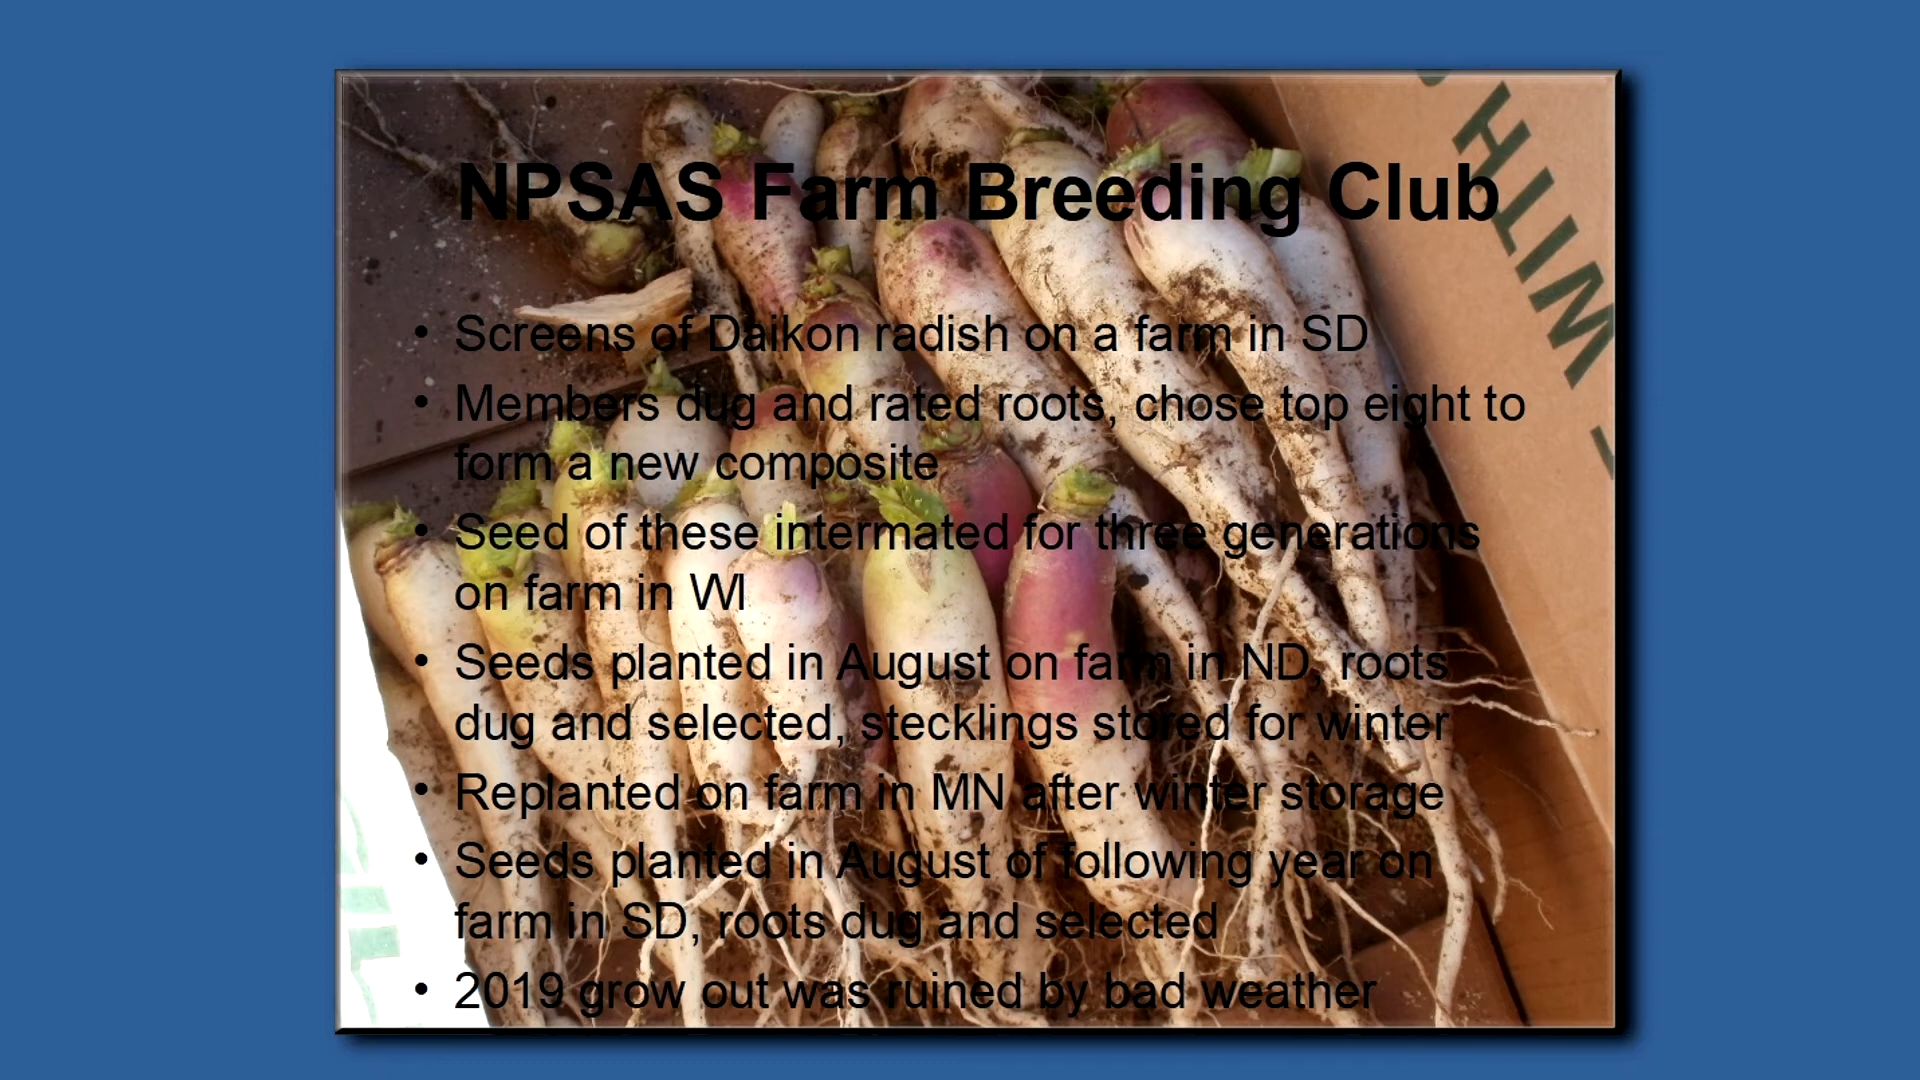 NPSAS Farm Breeding Club
• Screens of Daikon radish on a farm in SD
• Members dug and rated roots, chose top eight to
form a new composite
• Seed of these intermated for three generations
on farm in WI
• Seeds planted in August on farm in ND, roots
dug and selected, stecklings stored for winter
• Replanted on farm in MN after winter storage
• Seeds planted in August of following year on
farm in SD, roots dug and selected
• 2019 grow out was ruined by bad weather
WITH